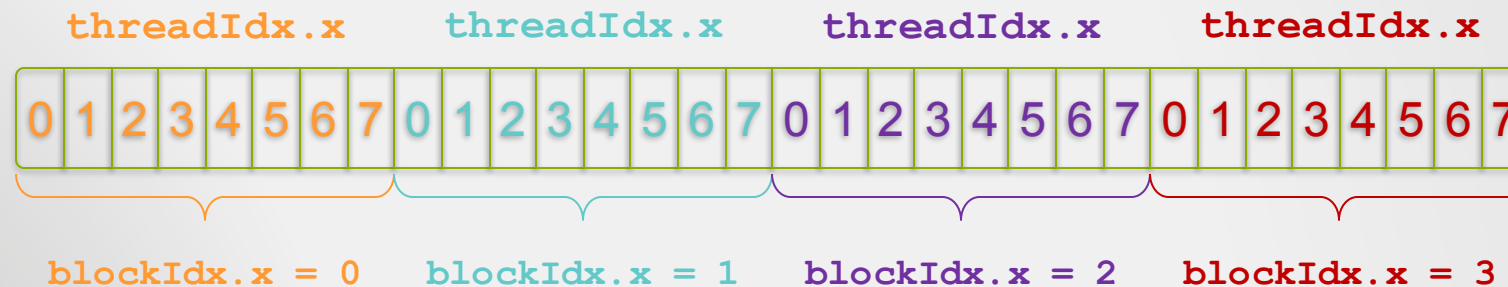 threadIdx.x threadIdx.x threadIdx.x threadIdx.x
0 1 2 3 4 5 6 7 0 1 2 3 4 5 6 7 0 1 2 3 4 5 6 7 0 1 2 3 4 5 6 7
blockIdx.x = 0 blockIdx.x = 1 blockIdx.x = 2 blockIdx.x = 3